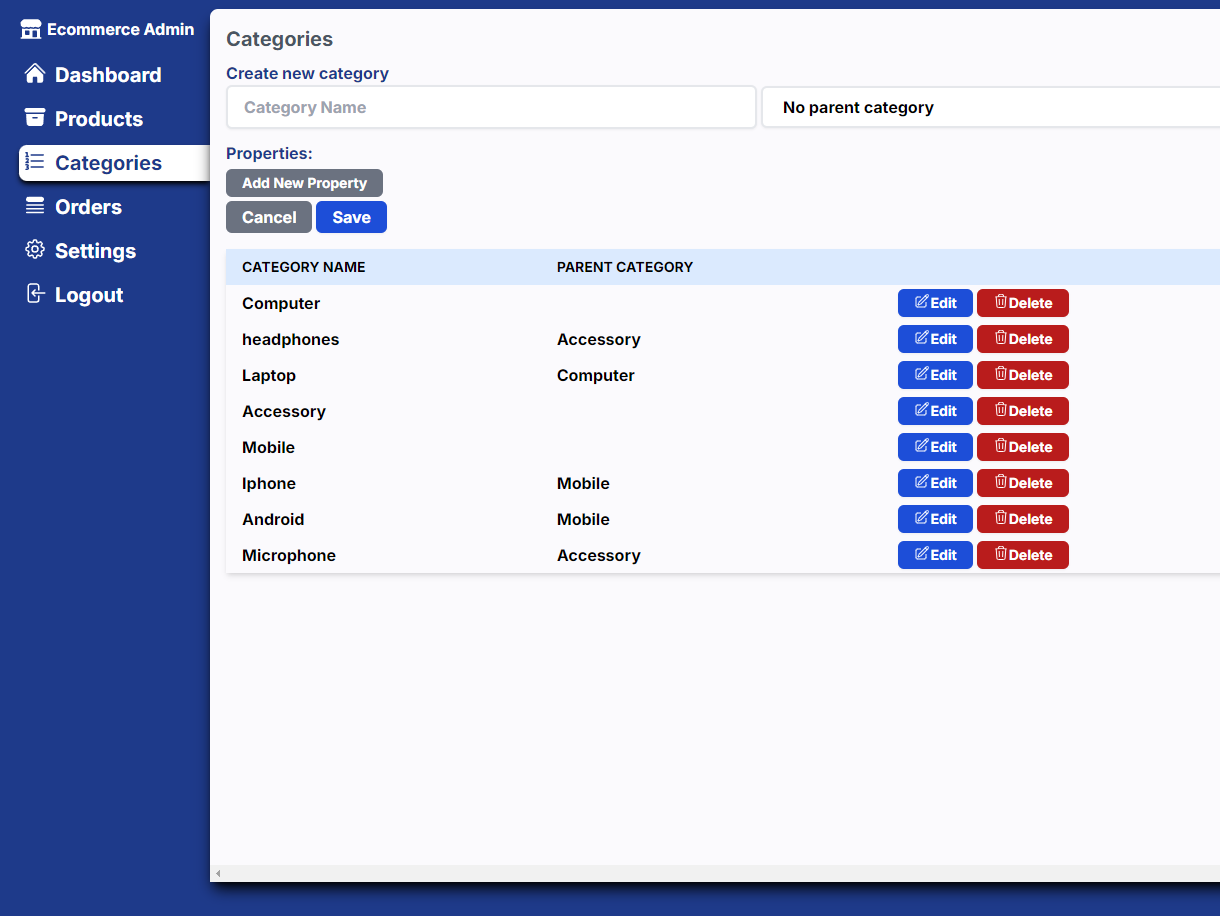 Ecommerce Admin
Dashboard
Products
Categories
Orders
Settings
Logout
Categories
Create new category
Category Name No parent category
Properties:
Add New Property
Cancel Save
CATEGORY NAME PARENT CATEGORY
Computer Edit Delete
headphones Accessory Edit Delete
Laptop Computer Edit Delete
Accessory Edit Delete
Mobile Edit Delete
Iphone Mobile Edit Delete
Android Mobile Edit Delete
Microphone Accessory Edit Delete